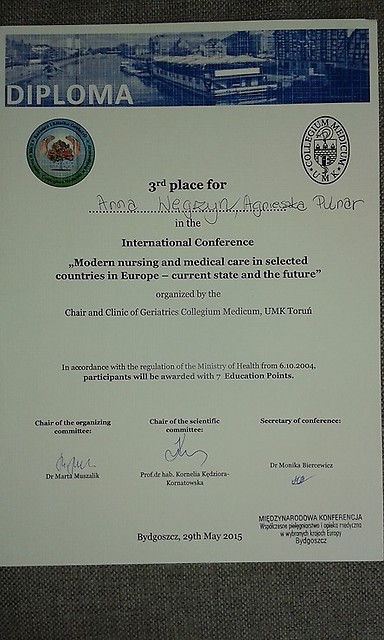 DIPLOMA
COLLEGIUM MEDICUM
UMK
3rd place for
Anna Węgrzyn/Agnieszka Pulnar
in the
International Conference
„Modern nursing and medical care in selected
countries in Europe – current state and the future”
organized by the
Chair and Clinic of Geriatrics Collegium Medicum, UMK Toruń
In accordance with the regulation of the Ministry of Health from 6.10.2004,
participants will be awarded with 7 Education Points.
Chair of the organizing
committee:
Dr Marta Muszalik
Chair of the scientific
committee:
Prof.dr hab. Kornelia Kędziora-
Kornatowska
Secretary of conference:
Dr Monika Biercewicz
MIĘDZYNARODOWA KONFERENCJA
Współczesne pielęgniarstwo i opieka medyczna
w wybranych krajach Europy
Bydgoszcz
Bydgoszcz, 29th May 2015